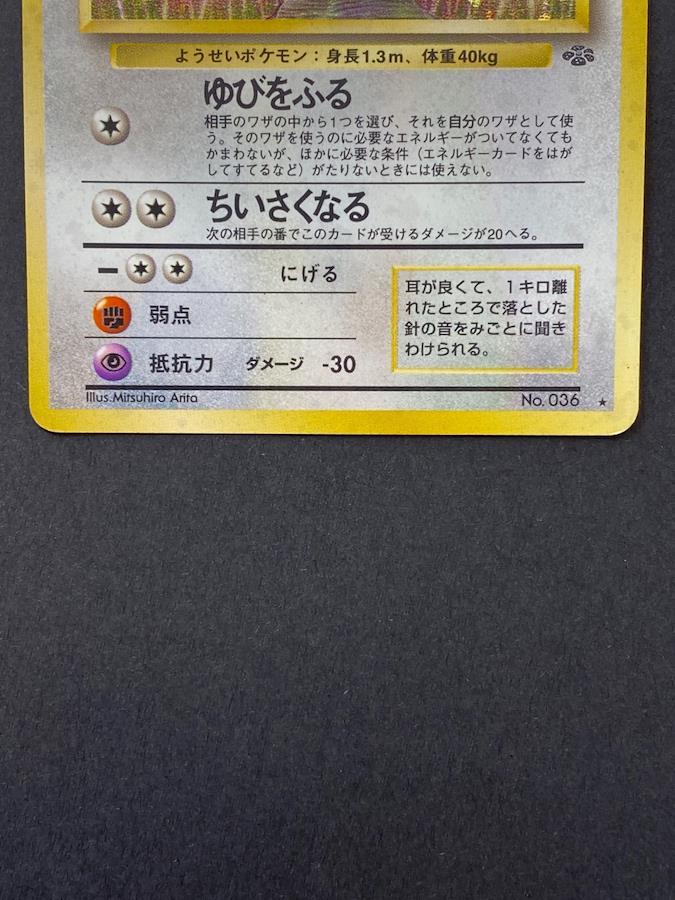 ようせいポケモン：身長1.3m、体重40kg
ゆびをふる
相手のワザの中から1つを選び、それを自分のワザとして使
う。そのワザを使うのに必要なエネルギーがついてなくても
かまわないが、ほかに必要な条件（エネルギーカードをはが
してすてるなど）がたりないときには使えない。
ちいさくなる
次の相手の番でこのカードが受けるダメージが20へる。
にげる
弱点
抵抗力 ダメージ -30
耳が良くて、1キロ離
れたところで落とした
針の音をみごとに聞き
わけられる。
Illus.Mitsuhiro Arita
No.036 ★